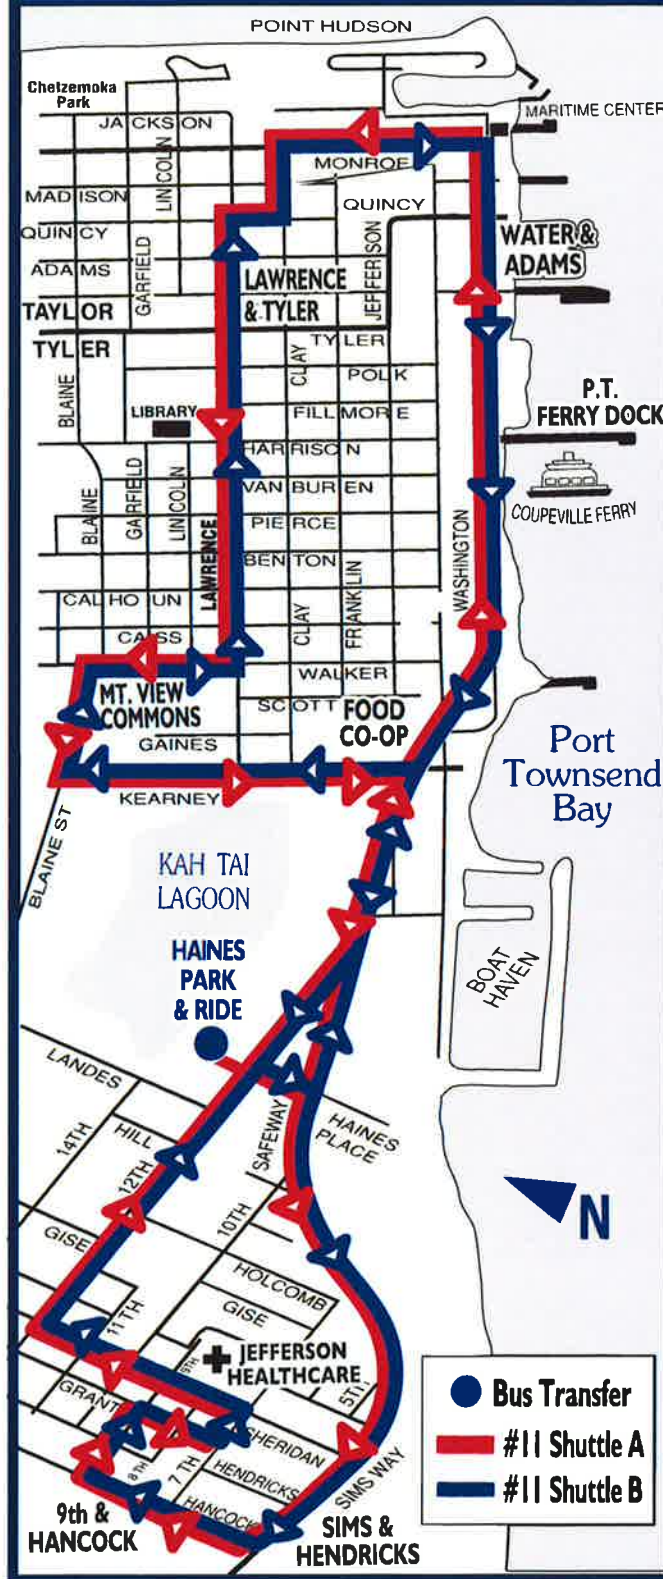 POINT HUDSON
Chetzemoka
Park
MARITIME CENTER
JACKSON
MONROE
LINCOLN
MADISON
QUINCY
QUINCY
WATER &
ADAMS
GARFIELD
ADAMS
JEFFERSON
LAWRENCE
& TYLER
TAYLOR
TYLER
TYLER
CLAY
POLK
BLAINE
P.T.
FERRY DOCK
LIBRARY
FILLMORE
HARRISON
VAN BUREN
COUPEVILLE FERRY
BLAINE
GARFIELD
LINCOLN
PIERCE
WASHINGTON
LAWRENCE
BENTON
FRANKLIN
CALHOUN
CLAY
CASS
WALKER
MT. VIEW
COMMONS
SCOTT
FOOD
CO-OP
GAINES
Port
Townsend
Bay
KEARNEY
BLAINE ST
KAH TAI
LAGOON
HAINES
PARK
& RIDE
BOAT
HAVEN
LANDES
HAINES
PLACE
SAFEWAY
14TH
HILL
12TH
10TH
N
GISE
HOLCOMB
GISE
11TH
9TH
JEFFERSON
HEALTHCARE
5TH
GRANT
SHERIDAN
8TH
7TH
HENDRICKS
SIMS WAY
HANCOCK
9th &
HANCOCK
SIMS &
HENDRICKS
Bus Transfer
#11 Shuttle A
#11 Shuttle B